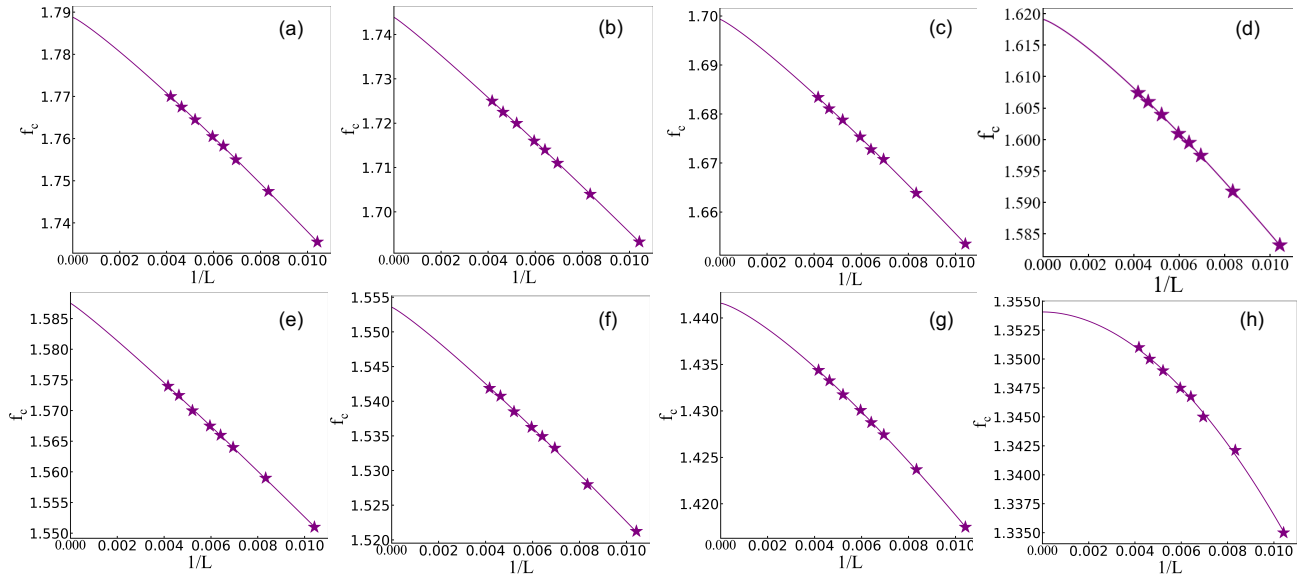 1.79
1.78
1.77
1.76
1.75
1.74
f_c
(a)
0.000 0.002 0.004 0.006 0.008 0.010
1/L
1.74
1.73
1.72
1.71
1.70
f_c
(b)
0.000 0.002 0.004 0.006 0.008 0.010
1/L
1.70
1.69
1.68
1.67
1.66
f_c
(c)
0.000 0.002 0.004 0.006 0.008 0.010
1/L
1.620
1.615
1.610
1.605
1.600
1.595
1.590
1.585
f_c
(d)
0.000 0.002 0.004 0.006 0.008 0.010
1/L
1.585
1.580
1.575
1.570
1.565
1.560
1.555
1.550
f_c
(e)
0.000 0.002 0.004 0.006 0.008 0.010
1/L
1.555
1.550
1.545
1.540
1.535
1.530
1.525
1.520
f_c
(f)
0.000 0.002 0.004 0.006 0.008 0.010
1/L
1.440
1.435
1.430
1.425
1.420
f_c
(g)
0.000 0.002 0.004 0.006 0.008 0.010
1/L
1.3550
1.3525
1.3500
1.3475
1.3450
1.3425
1.3400
1.3375
1.3350
f_c
(h)
0.000 0.002 0.004 0.006 0.008 0.010
1/L